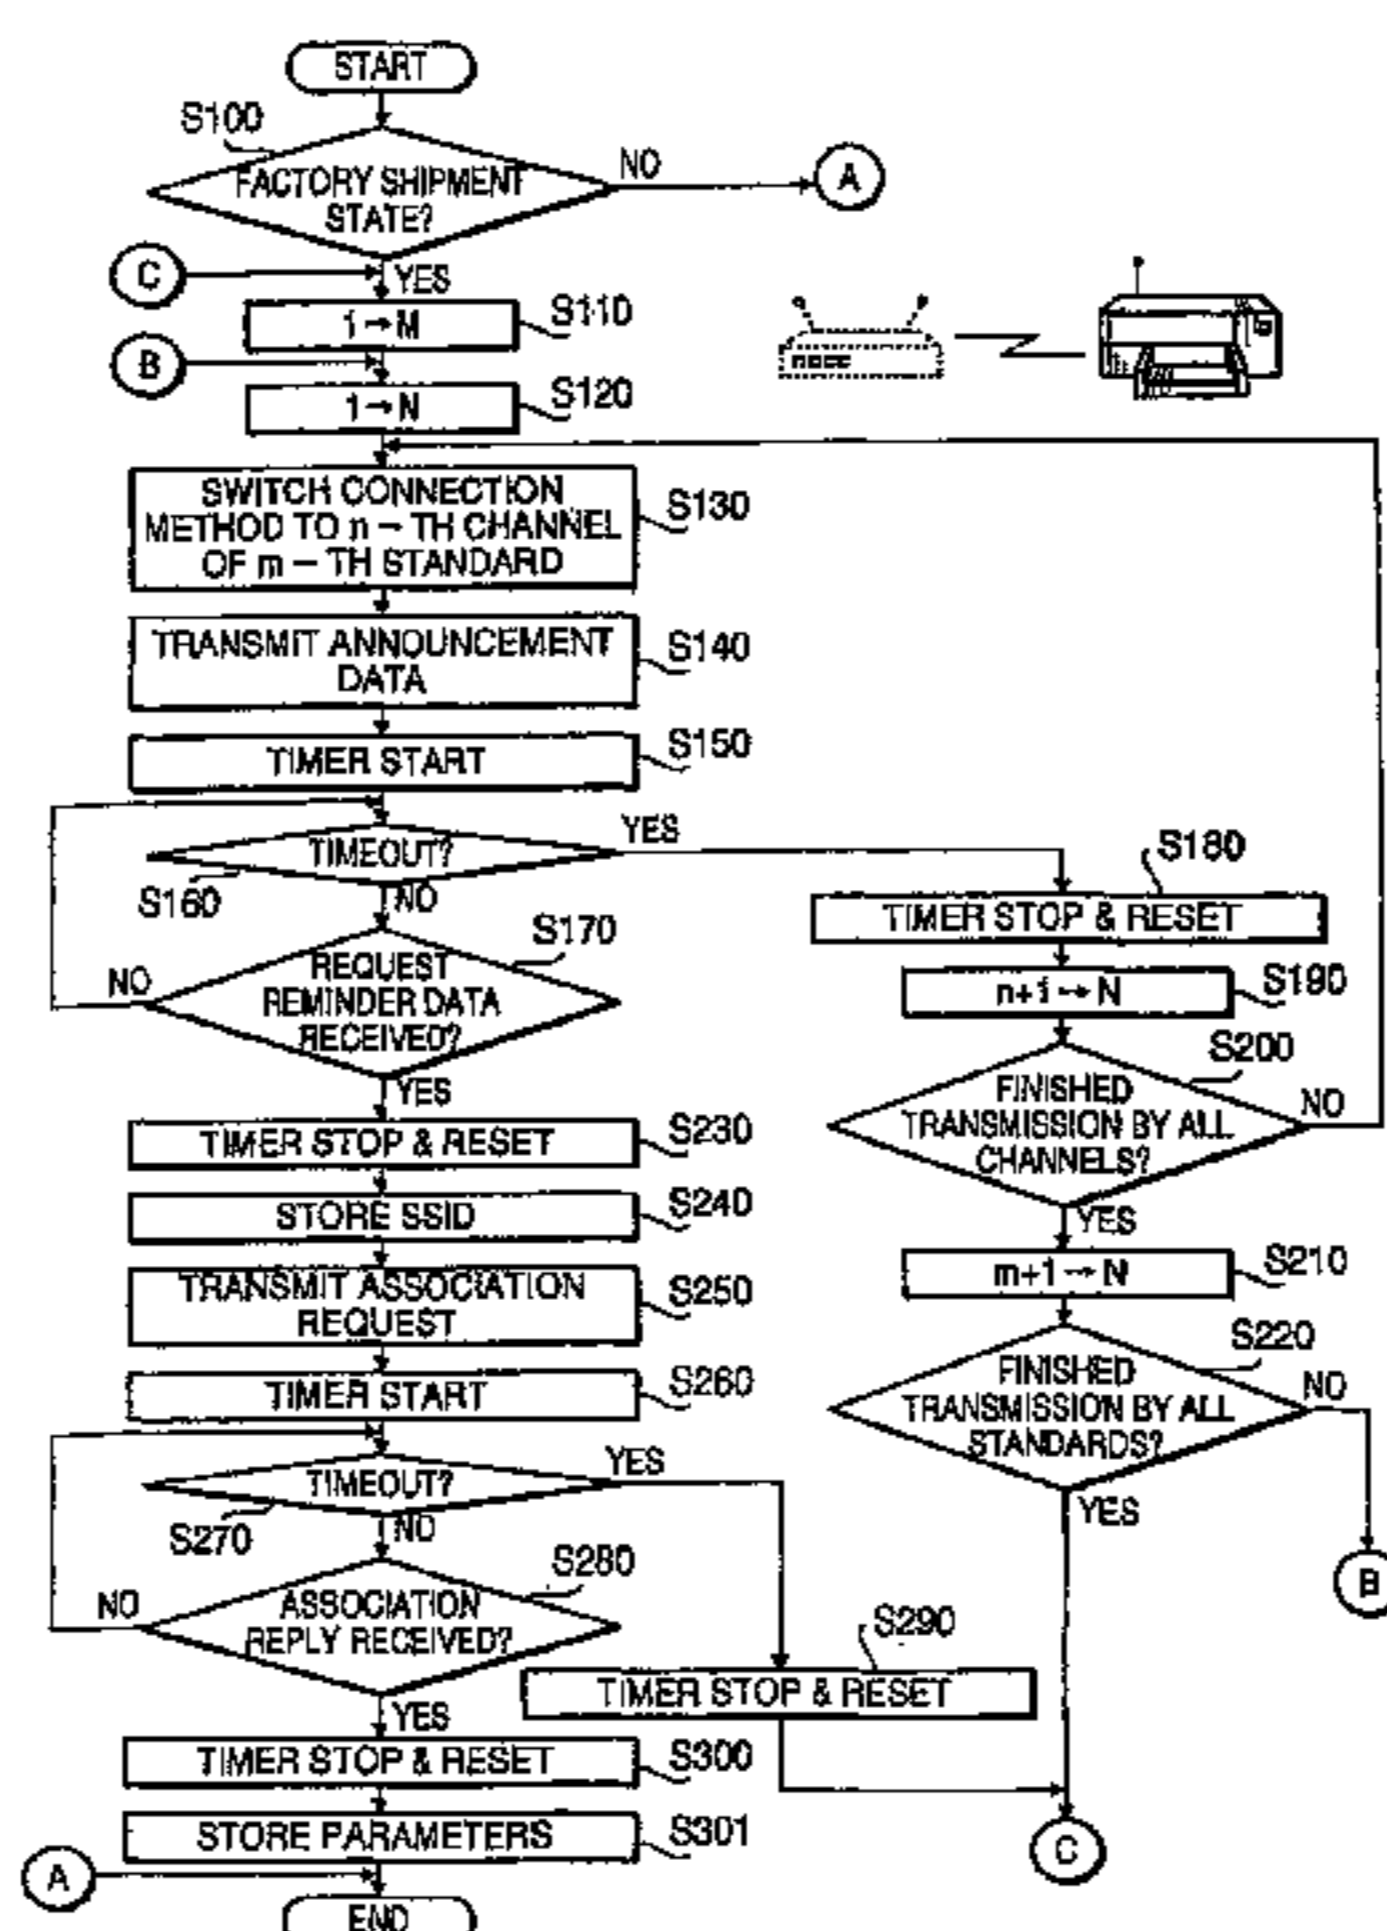 START
S100
FACTORY SHIPMENT
STATE?
NO
A
C
YES
1→M
S110
B
1→N
S120
SWITCH CONNECTION
METHOD TO n – TH CHANNEL
OF m – TH STANDARD
S130
TRANSMIT ANNOUNCEMENT
DATA
S140
TIMER START
S150
TIMEOUT?
YES
S160
NO
S170
REQUEST
REMINDER DATA
RECEIVED?
NO
YES
S180
TIMER STOP & RESET
n+1→N
S190
S200
FINISHED
TRANSMISSION BY ALL
CHANNELS?
NO
YES
m+1→N
S210
S220
FINISHED
TRANSMISSION BY ALL
STANDARDS?
NO
YES
B
TIMER STOP & RESET
S230
STORE SSID
S240
TRANSMIT ASSOCIATION
REQUEST
S250
TIMER START
S260
TIMEOUT?
YES
S270
NO
S280
ASSOCIATION
REPLY RECEIVED?
NO
YES
S290
TIMER STOP & RESET
TIMER STOP & RESET
S300
STORE PARAMETERS
S301
C
A
END